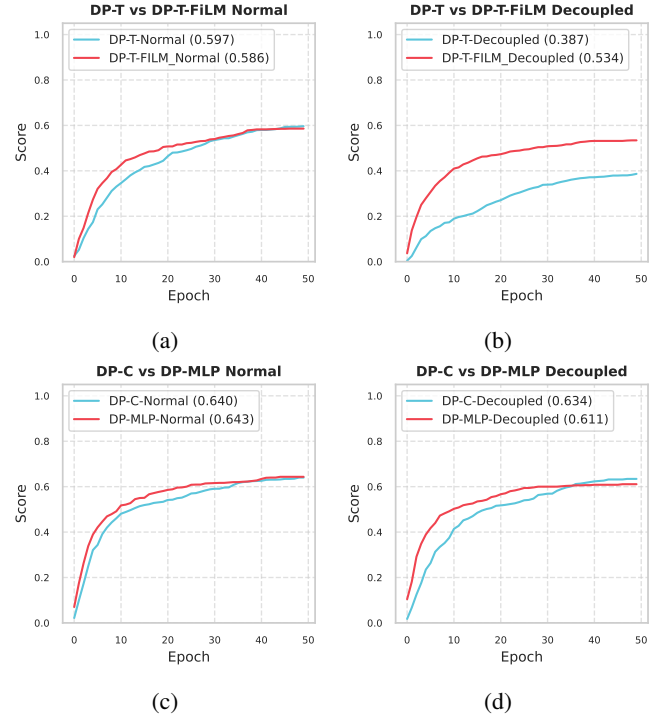 DP-T vs DP-T-FiLM Normal
DP-T-Normal (0.597)
DP-T-FILM_Normal (0.586)
Score
1.0
0.8
0.6
0.4
0.2
0.0
0 10 20 30 40 50
Epoch
(a)
DP-T vs DP-T-FiLM Decoupled
DP-T-Decoupled (0.387)
DP-T-FILM_Decoupled (0.534)
Score
1.0
0.8
0.6
0.4
0.2
0.0
0 10 20 30 40 50
Epoch
(b)
DP-C vs DP-MLP Normal
DP-C-Normal (0.640)
DP-MLP-Normal (0.643)
Score
1.0
0.8
0.6
0.4
0.2
0.0
0 10 20 30 40 50
Epoch
(c)
DP-C vs DP-MLP Decoupled
DP-C-Decoupled (0.634)
DP-MLP-Decoupled (0.611)
Score
1.0
0.8
0.6
0.4
0.2
0.0
0 10 20 30 40 50
Epoch
(d)